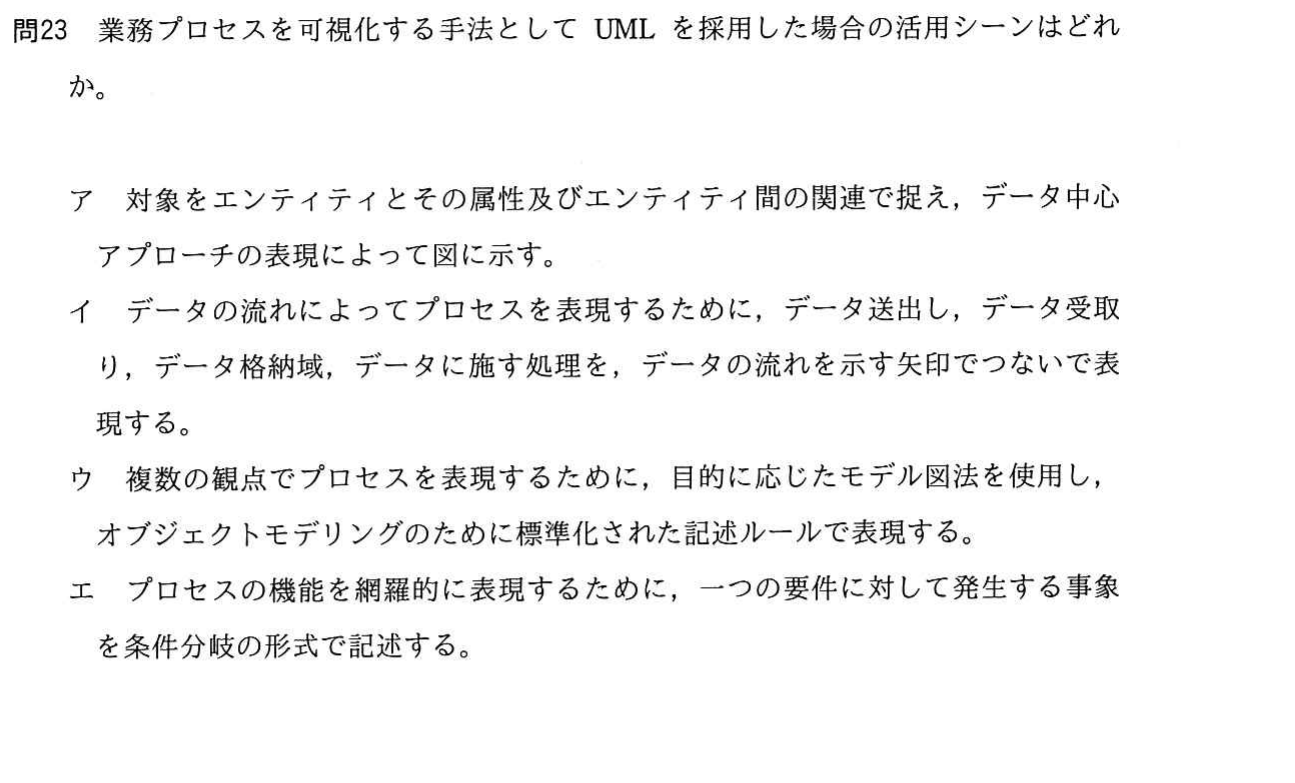 問23 業務プロセスを可視化する手法として UML を採用した場合の活用シーンはどれ
か。
ア 対象をエンティティとその属性及びエンティティ間の関連で捉え，データ中心
アプローチの表現によって図に示す。
イ データの流れによってプロセスを表現するために，データ送出し，データ受取
り，データ格納域，データに施す処理を，データの流れを示す矢印でつないで表
現する。
ウ 複数の観点でプロセスを表現するために，目的に応じたモデル図法を使用し，
オブジェクトモデリングのために標準化された記述ルールで表現する。
エ プロセスの機能を網羅的に表現するために，一つの要件に対して発生する事象
を条件分岐の形式で記述する。